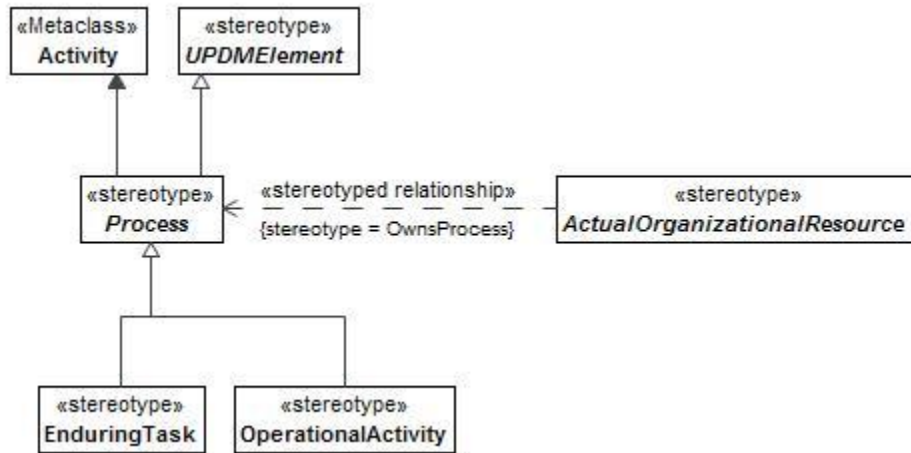 «Metaclass»
Activity
«stereotype»
UPDMElement
«stereotype»
Process
«stereotyped relationship»
{stereotype = OwnsProcess}
«stereotype»
ActualOrganizationalResource
«stereotype»
EnduringTask
«stereotype»
OperationalActivity